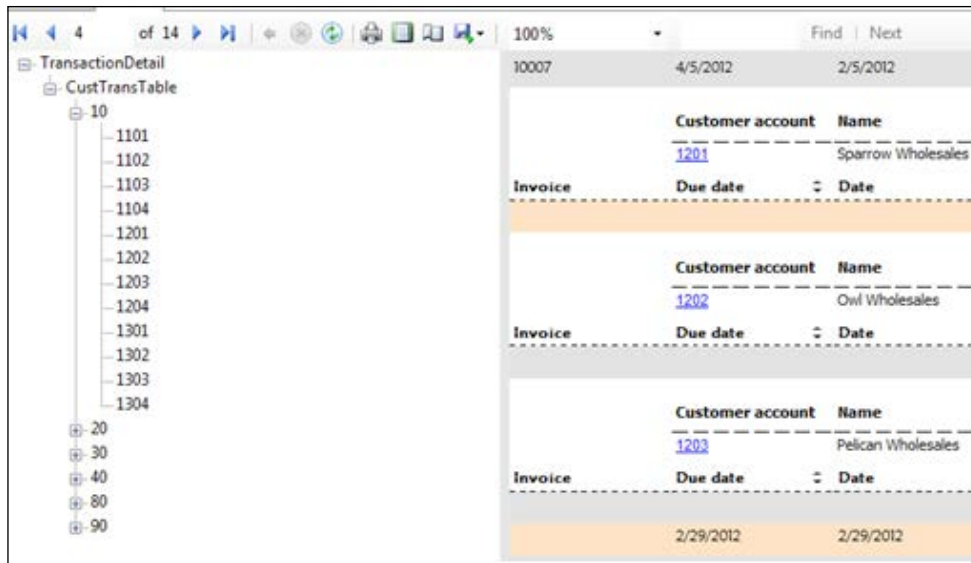 4 of 14 100% Find | Next
TransactionDetail
CustTransTable
10
1101
1102
1103
1104
1201
1202
1203
1204
1301
1302
1303
1304
20
30
40
80
90
10007 4/5/2012 2/5/2012
Customer account Name
1201 Sparrow Wholesales
Invoice Due date Date
Customer account Name
1202 Owl Wholesales
Invoice Due date Date
Customer account Name
1203 Pelican Wholesales
Invoice Due date Date
2/29/2012 2/29/2012